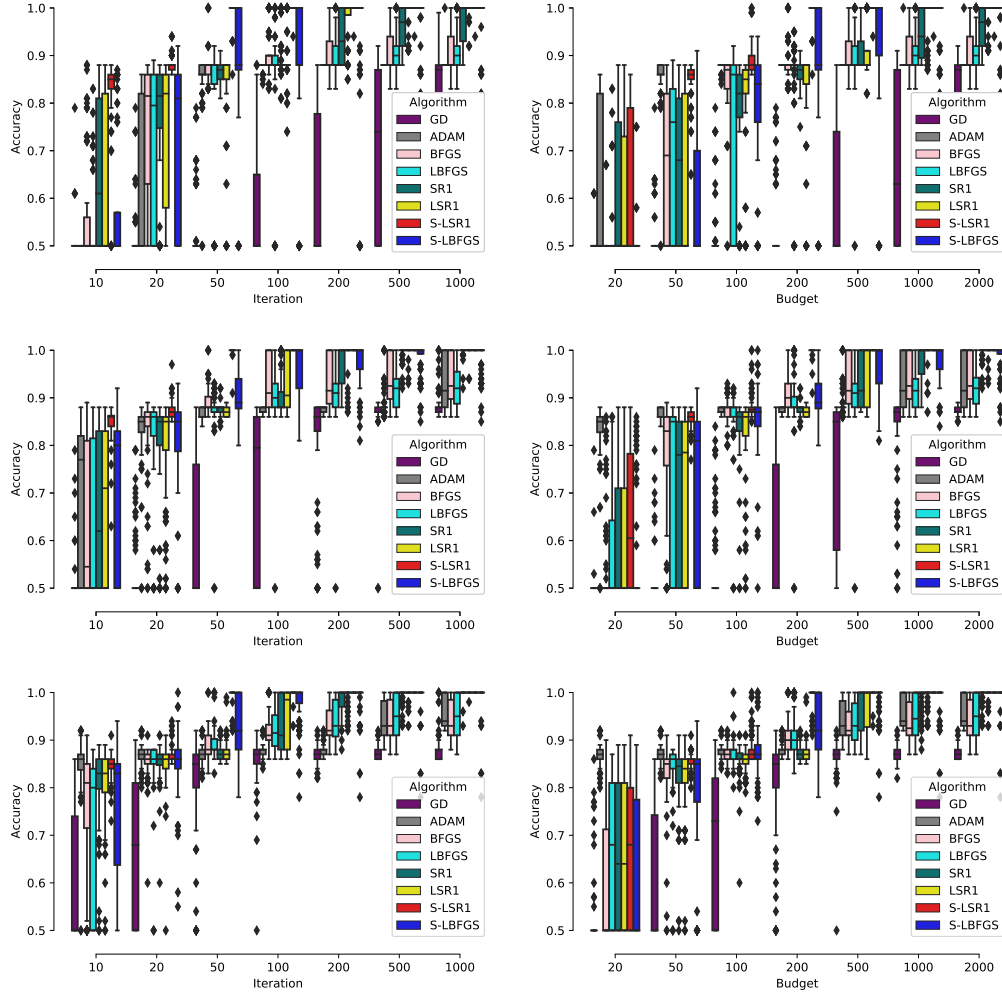 1.0
0.9
0.8
0.7
0.6
0.5
Accuracy
10 20 50 100 200 500 1000
Iteration
Algorithm
GD
ADAM
BFGS
LBFGS
SR1
LSR1
S-LSR1
S-LBFGS
1.0
0.9
0.8
0.7
0.6
0.5
Accuracy
20 50 100 200 500 1000 2000
Budget
Algorithm
GD
ADAM
BFGS
LBFGS
SR1
LSR1
S-LSR1
S-LBFGS
1.0
0.9
0.8
0.7
0.6
0.5
Accuracy
10 20 50 100 200 500 1000
Iteration
Algorithm
GD
ADAM
BFGS
LBFGS
SR1
LSR1
S-LSR1
S-LBFGS
1.0
0.9
0.8
0.7
0.6
0.5
Accuracy
20 50 100 200 500 1000 2000
Budget
Algorithm
GD
ADAM
BFGS
LBFGS
SR1
LSR1
S-LSR1
S-LBFGS
1.0
0.9
0.8
0.7
0.6
0.5
Accuracy
10 20 50 100 200 500 1000
Iteration
Algorithm
GD
ADAM
BFGS
LBFGS
SR1
LSR1
S-LSR1
S-LBFGS
1.0
0.9
0.8
0.7
0.6
0.5
Accuracy
20 50 100 200 500 1000 2000
Budget
Algorithm
GD
ADAM
BFGS
LBFGS
SR1
LSR1
S-LSR1
S-LBFGS